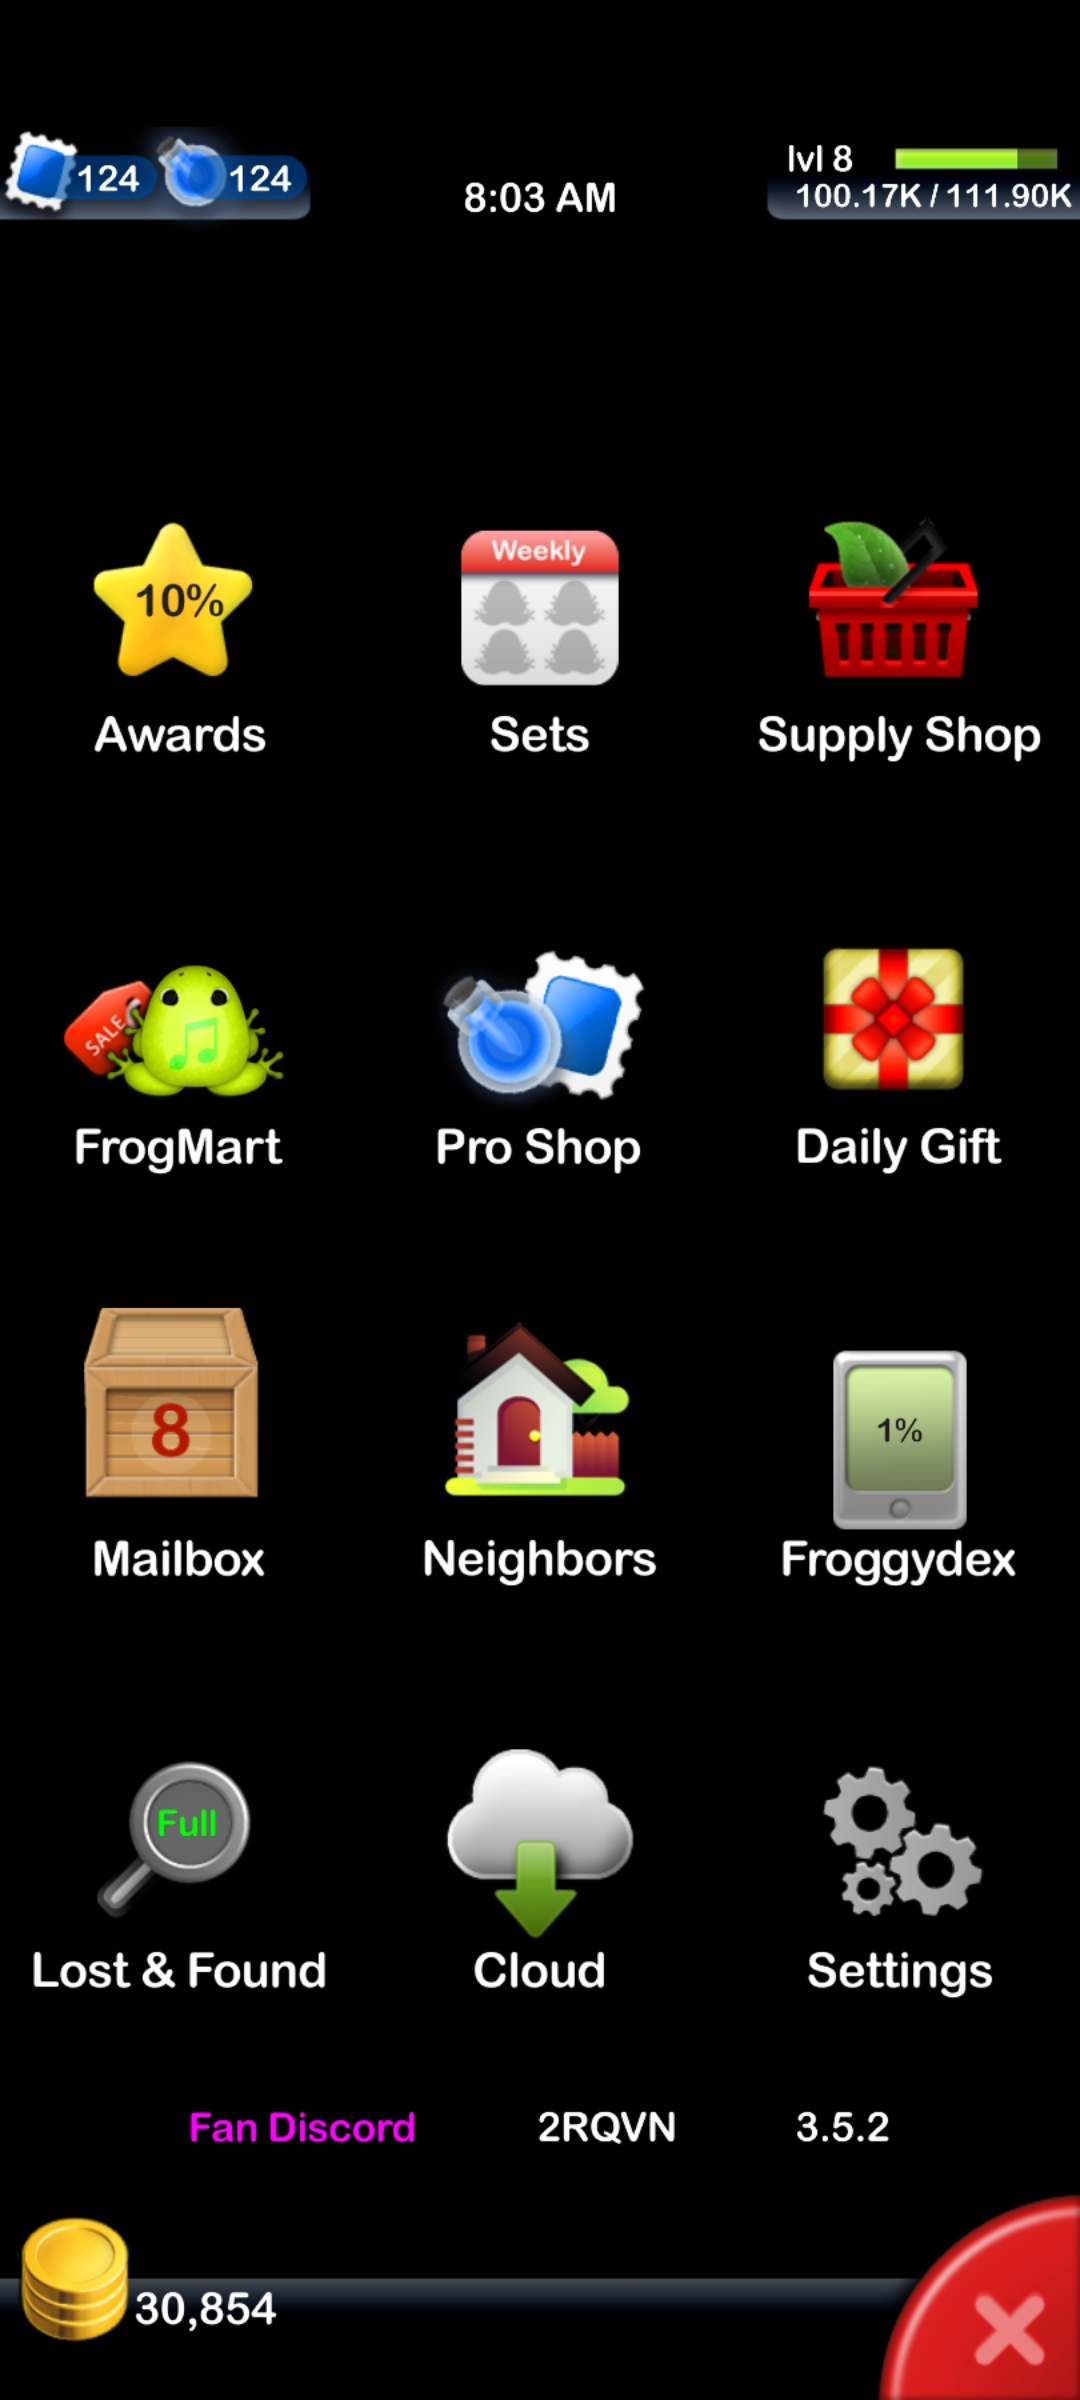 124
124
8:03 AM
lvl 8
100.17K / 111.90K
10%
Weekly
Awards
Sets
Supply Shop
SALE
FrogMart
Pro Shop
Daily Gift
8
1%
Mailbox
Neighbors
Froggydex
Full
Lost & Found
Cloud
Settings
Fan Discord
2RQVN
3.5.2
30,854